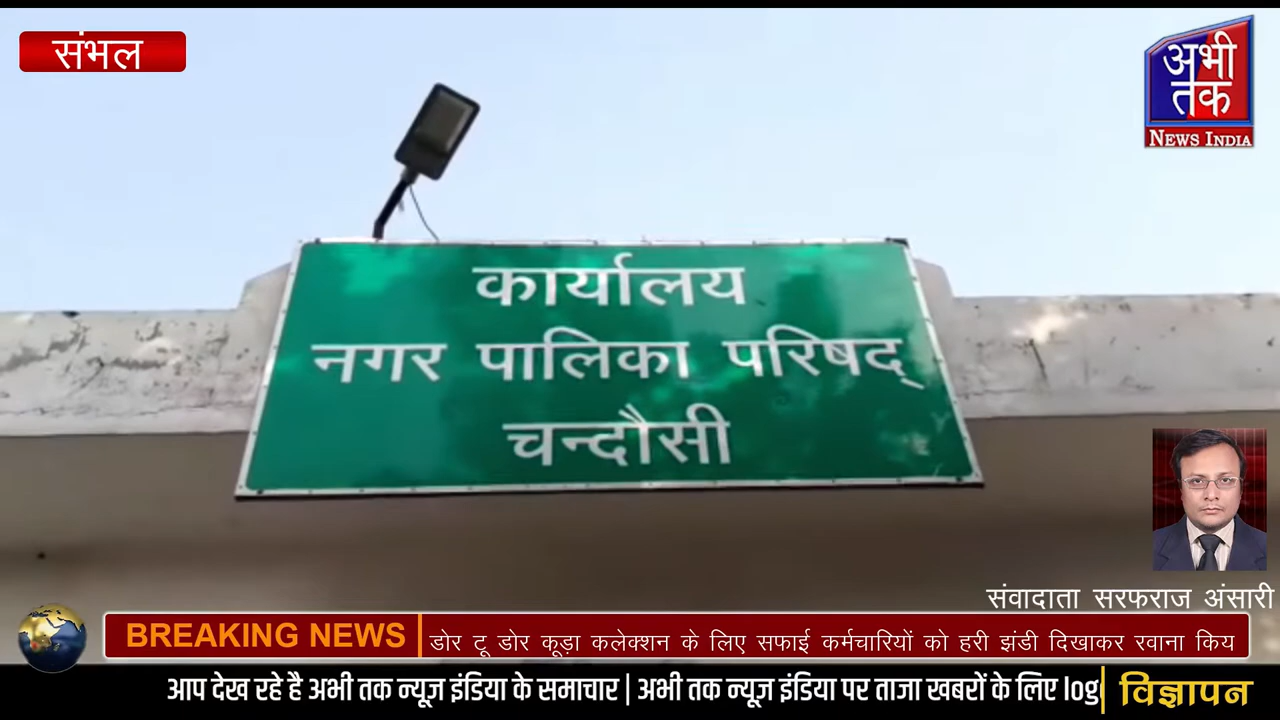 संभल
अभी
तक
NEWS INDIA
कार्यालय
नगर पालिका परिषद्
चन्दौसी
संवादाता सरफराज अंसारी
BREAKING NEWS
डोर टू डोर कूड़ा कलेक्शन के लिए सफाई कर्मचारियों को हरी झंडी दिखाकर रवाना किय
आप देख रहे है अभी तक न्यूज़ इंडिया के समाचार | अभी तक न्यूज़ इंडिया पर ताजा खबरों के लिए log
विज्ञापन